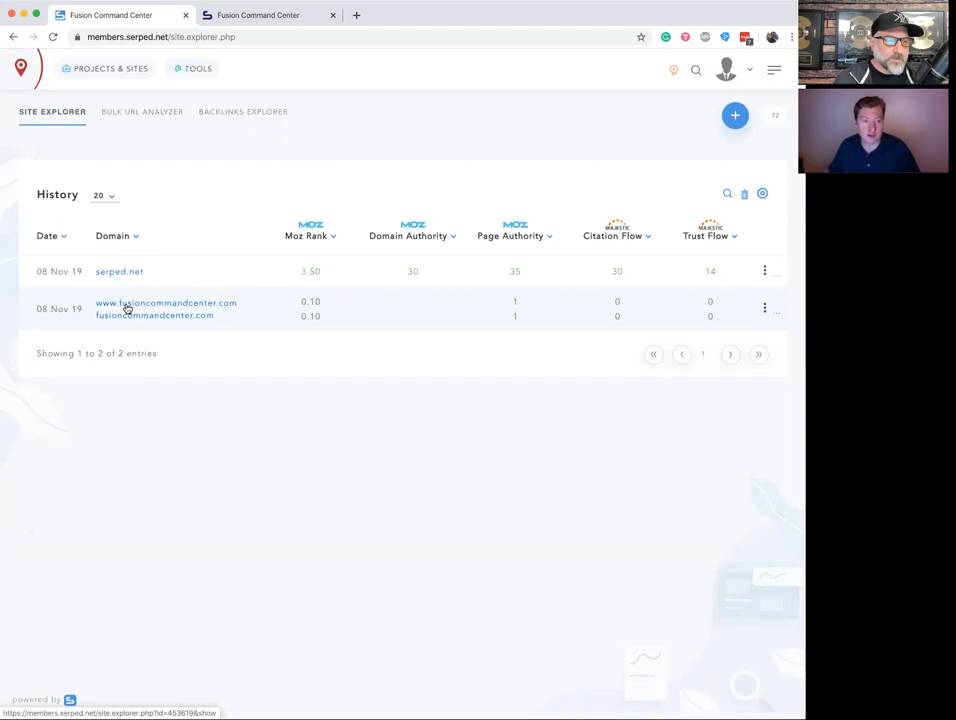 Fusion Command Center
Fusion Command Center
members.serped.net/site.explorer.php
7
PROJECTS & SITES
TOOLS
SITE EXPLORER
BULK URL ANALYZER
BACKLINKS EXPLORER
+
72
History
20
MOZ
MOZ
MOZ
MAJESTIC
MAJESTIC
Date
Domain
Moz Rank
Domain Authority
Page Authority
Citation Flow
Trust Flow
08 Nov 19
serped.net
3.50
30
35
30
14
...
08 Nov 19
www.fusioncommandcenter.com
fusioncommandcenter.com
0.10
0.10
1
1
0
0
0
0
...
Showing 1 to 2 of 2 entries
«
‹
1
›
»
powered by
https://members.serped.net/site.explorer.php?id=453619&show